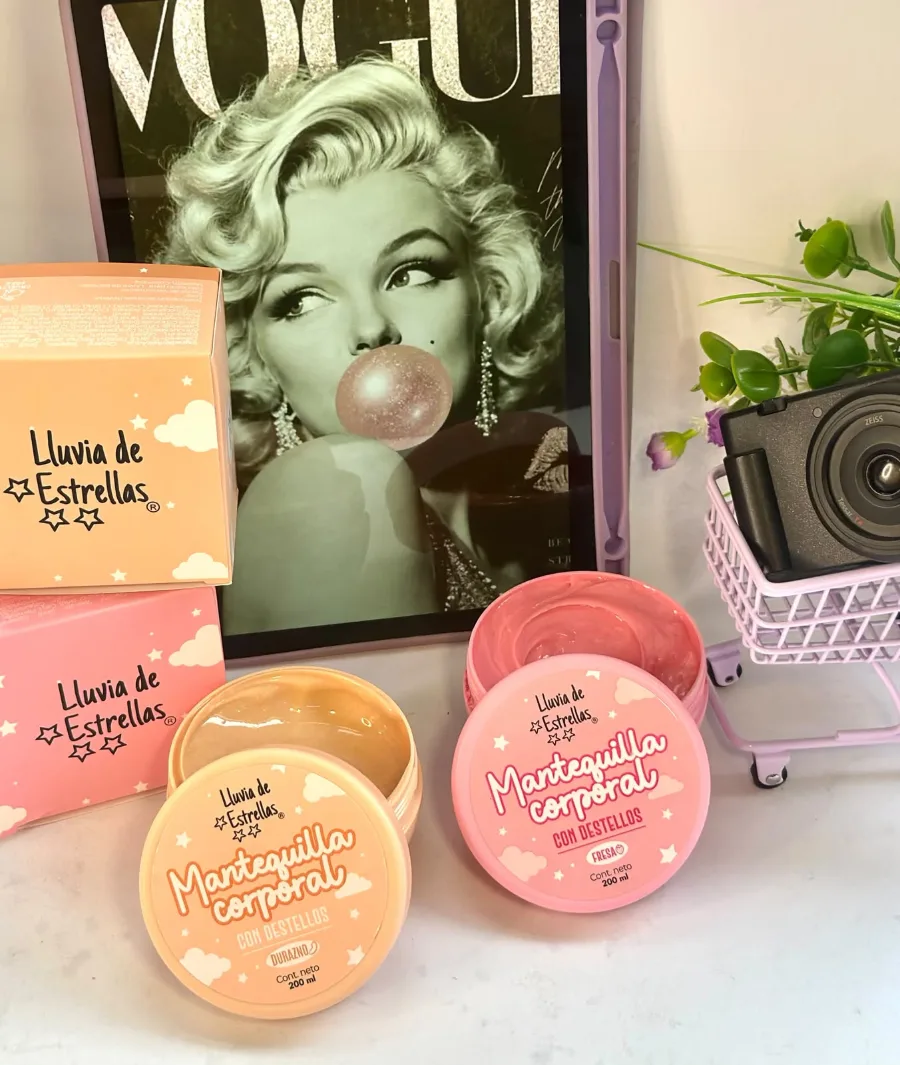 VOGUE
Lluvia de
Estrellas®
Lluvia de
Estrellas®
Lluvia de
Estrellas®
Mantequilla
corporal
CON DESTELLOS
DURAZNO
Cont. neto
200 ml
Lluvia de
Estrellas®
Mantequilla
corporal
CON DESTELLOS
FRESA
Cont. neto
200 ml
ZEISS